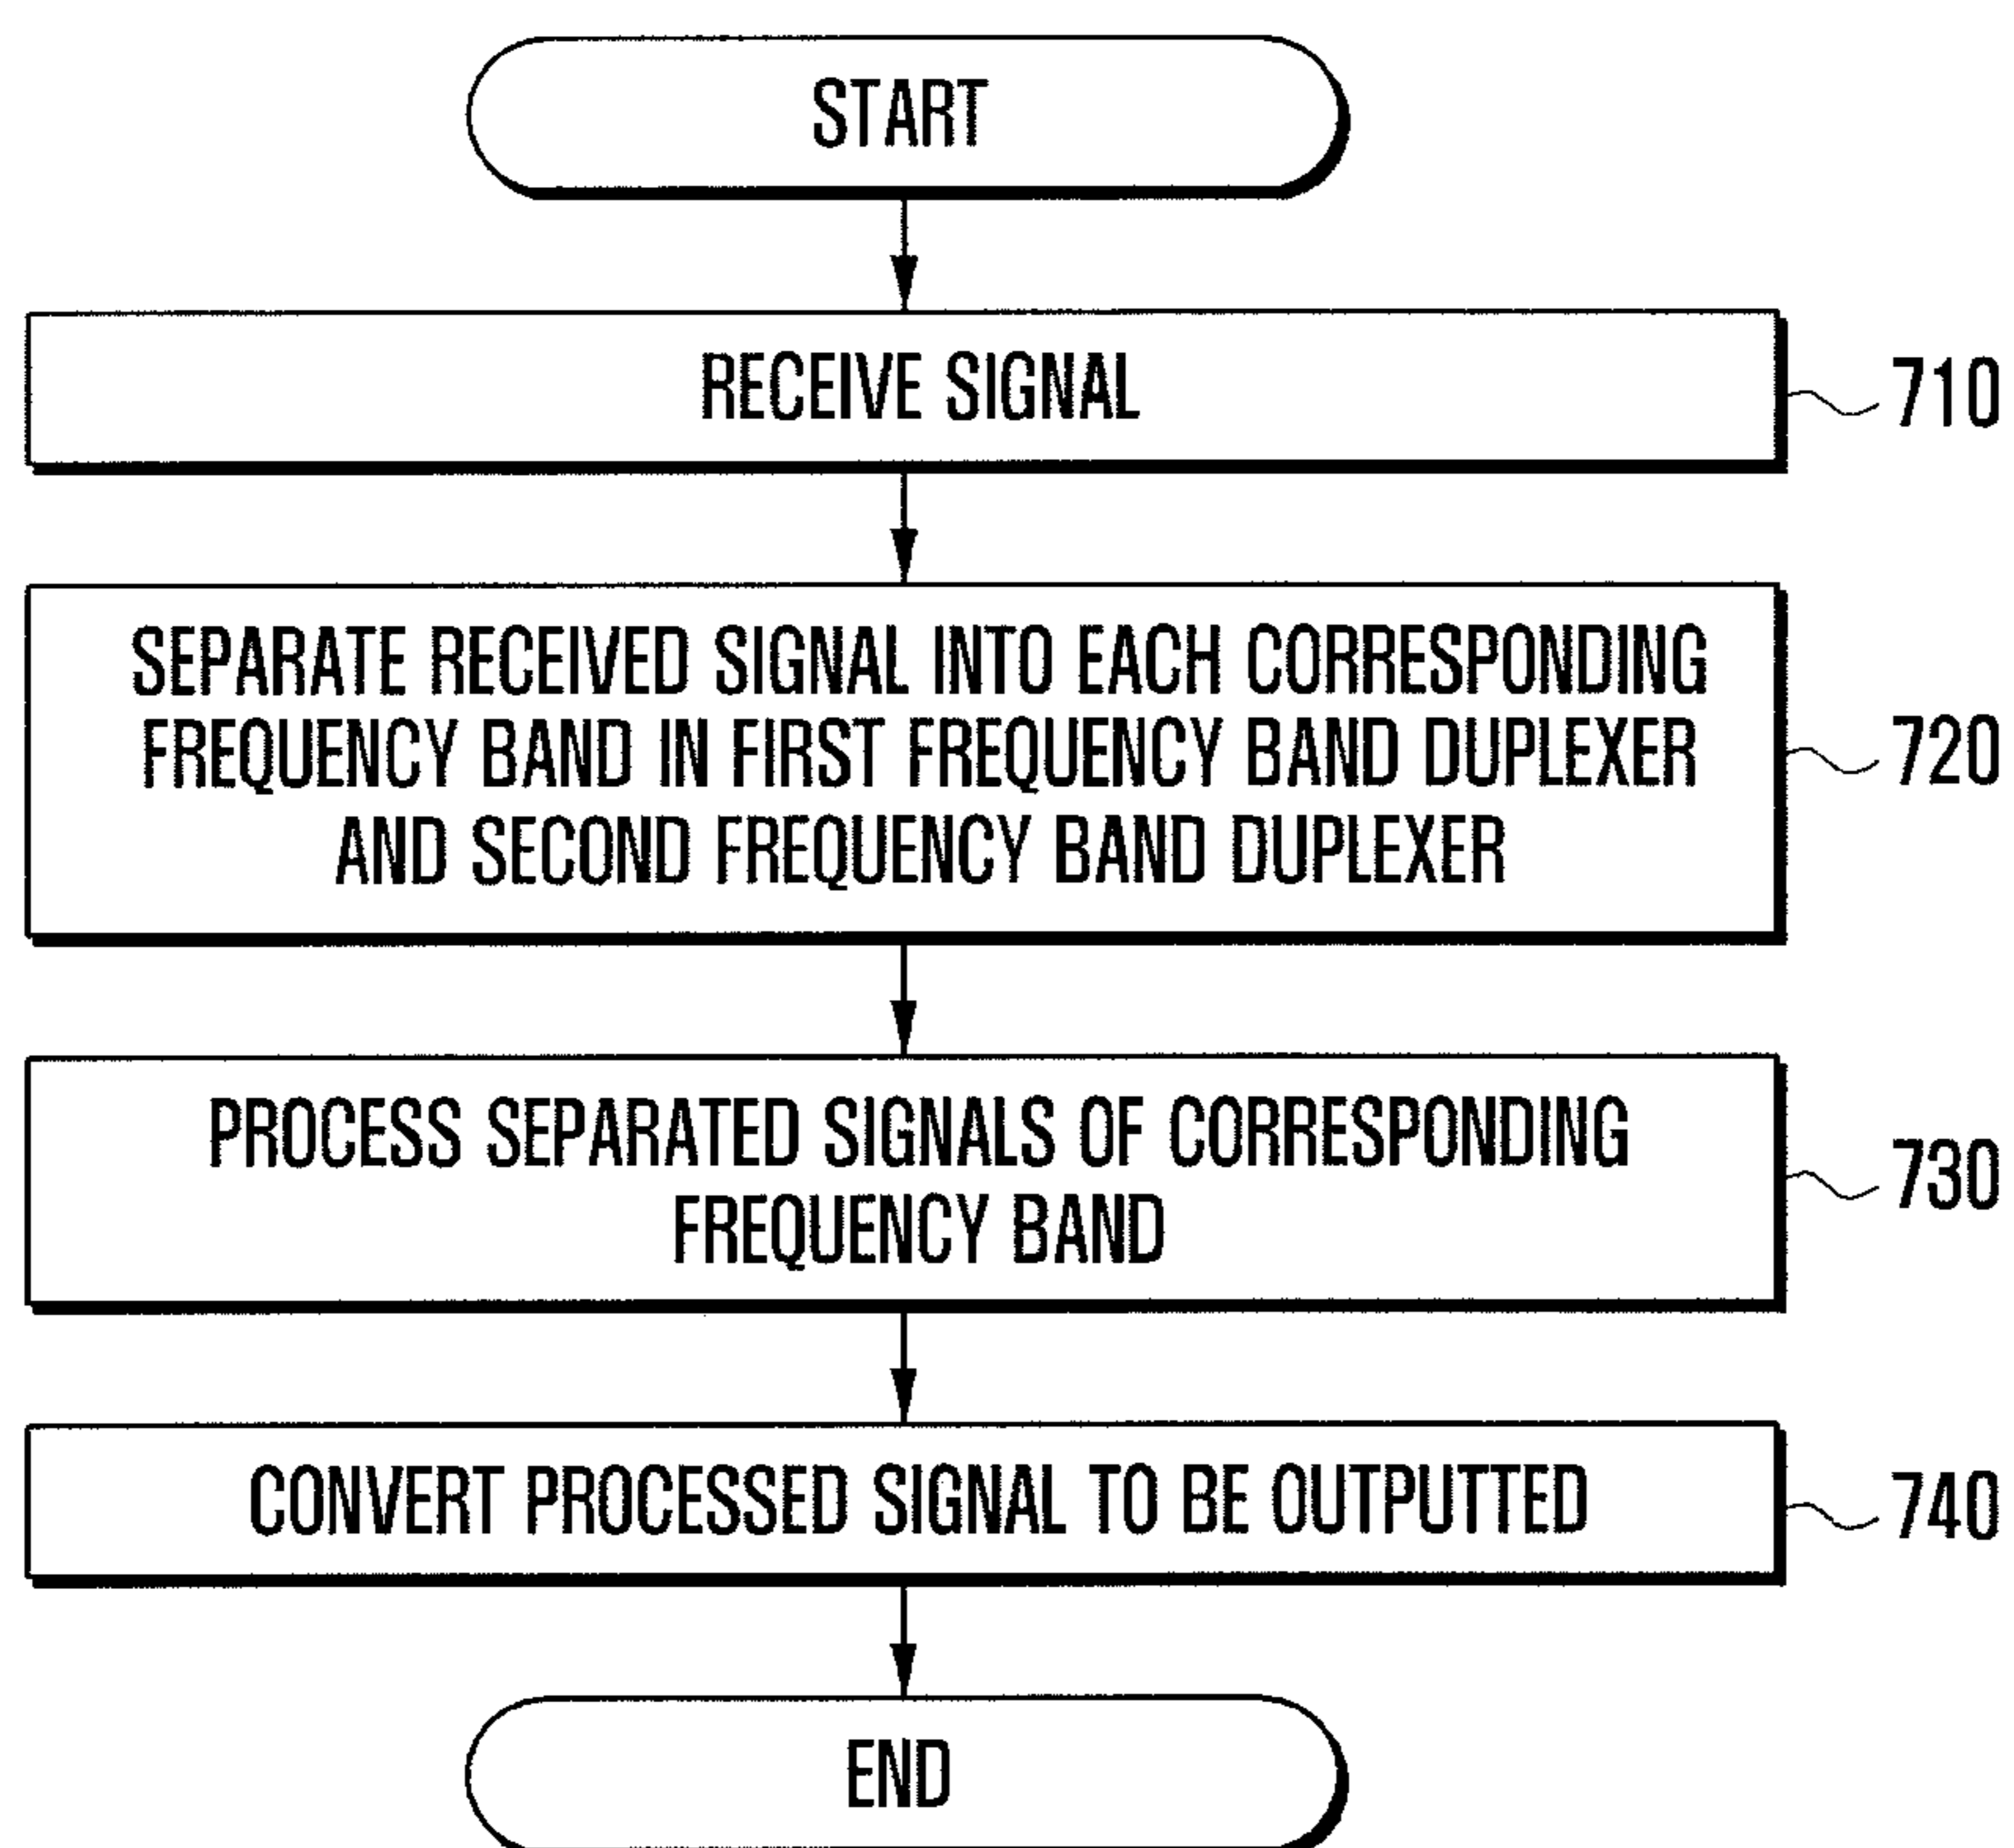 START
RECEIVE SIGNAL
710
SEPARATE RECEIVED SIGNAL INTO EACH CORRESPONDING
FREQUENCY BAND IN FIRST FREQUENCY BAND DUPLEXER
AND SECOND FREQUENCY BAND DUPLEXER
720
PROCESS SEPARATED SIGNALS OF CORRESPONDING
FREQUENCY BAND
730
CONVERT PROCESSED SIGNAL TO BE OUTPUTTED
740
END